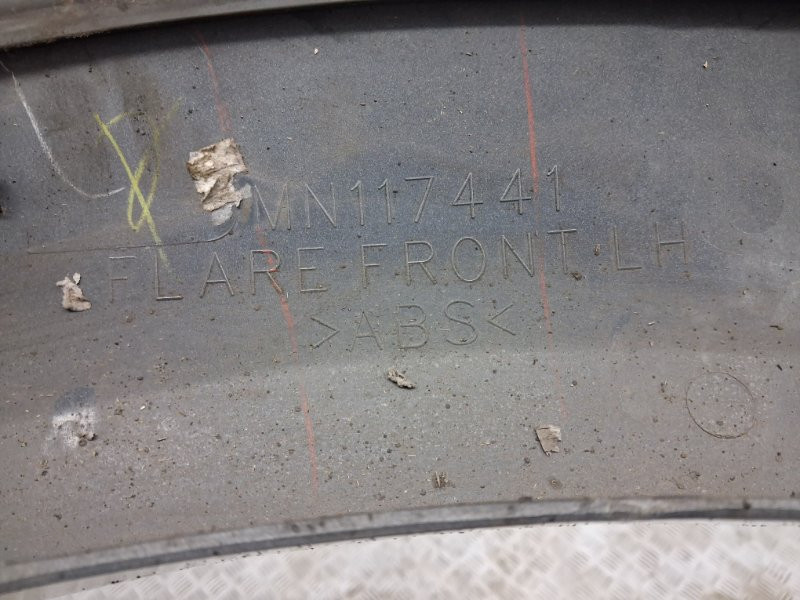 MN117441
FLARE FRONT LH
>ABS<